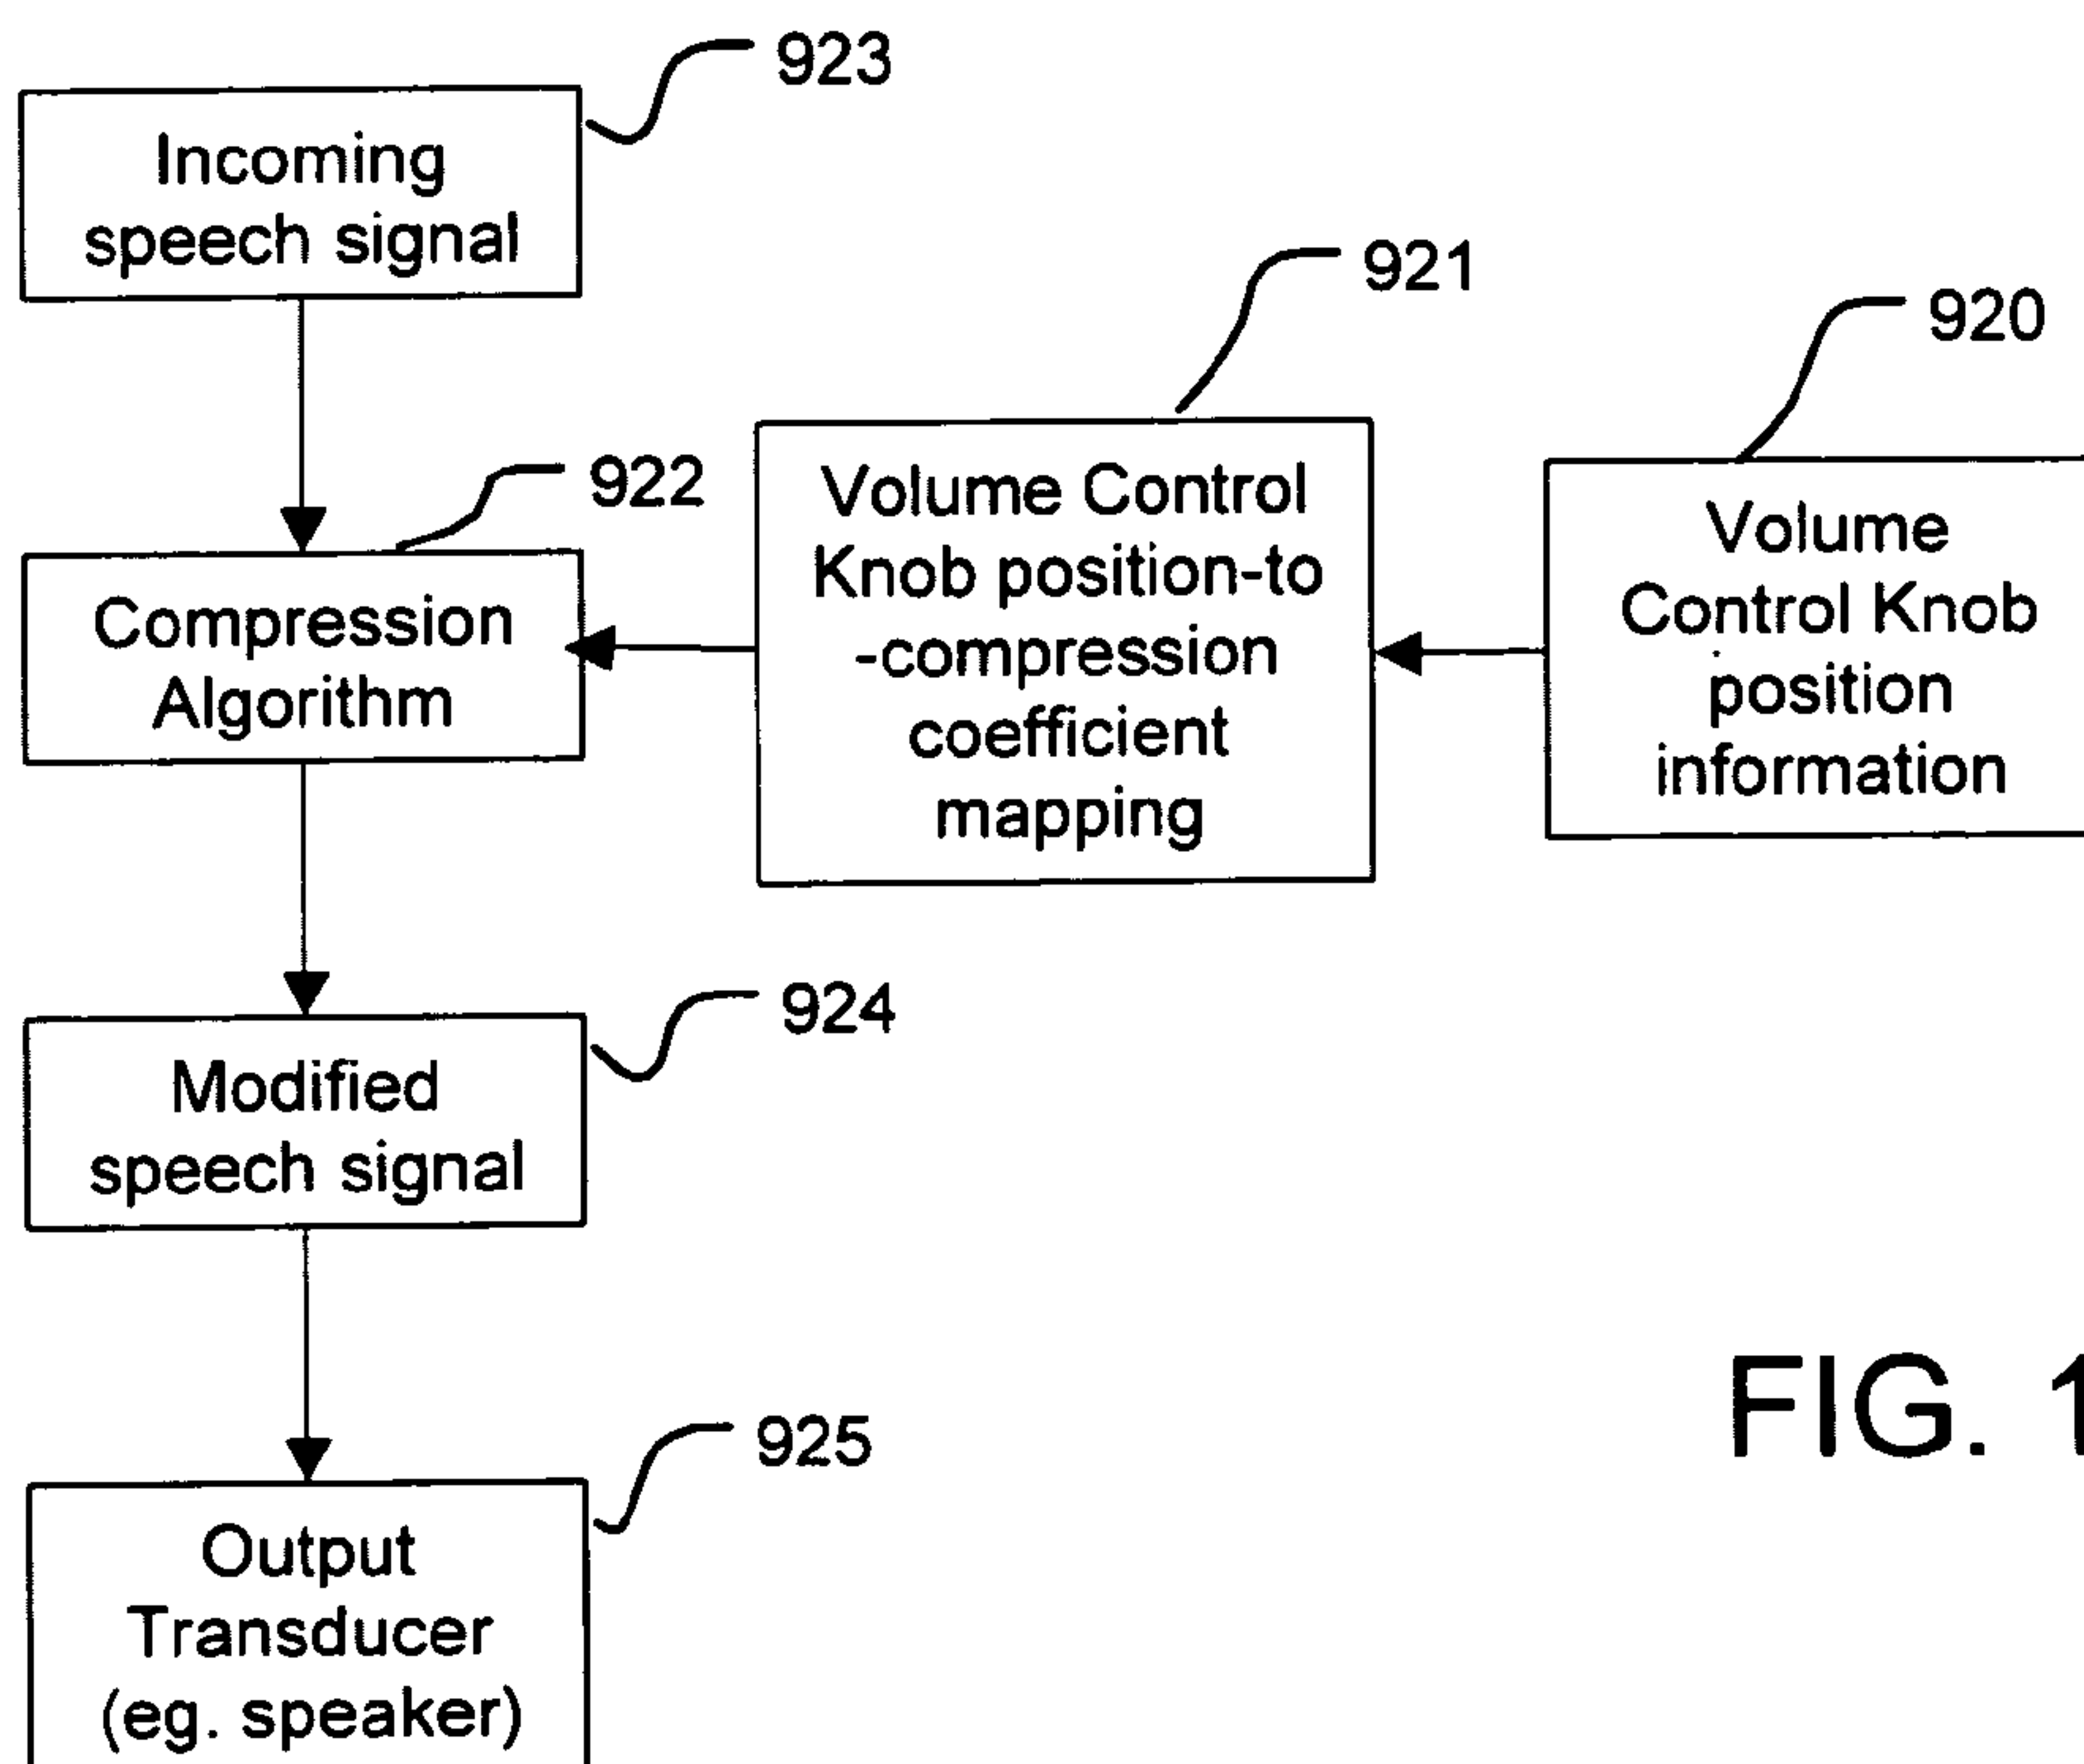 923
Incoming
speech signal
921
920
922
Volume Control
Knob position-to
-compression
coefficient
mapping
Volume
Control Knob
position
information
Compression
Algorithm
924
Modified
speech signal
925
Output
Transducer
(eg. speaker)
FIG. 1